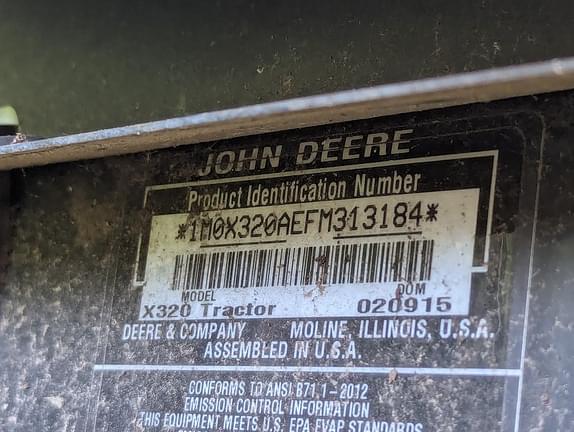 JOHN DEERE
Product Identification Number
*1M0X320AEFM313184*
MODEL DOM
X320 Tractor 020915
DEERE & COMPANY MOLINE, ILLINOIS, U.S.A.
ASSEMBLED IN U.S.A.
CONFORMS TO ANSI B71.1-2012
EMISSION CONTROL INFORMATION
THIS EQUIPMENT MEETS U.S. EPA EVAP STANDARDS